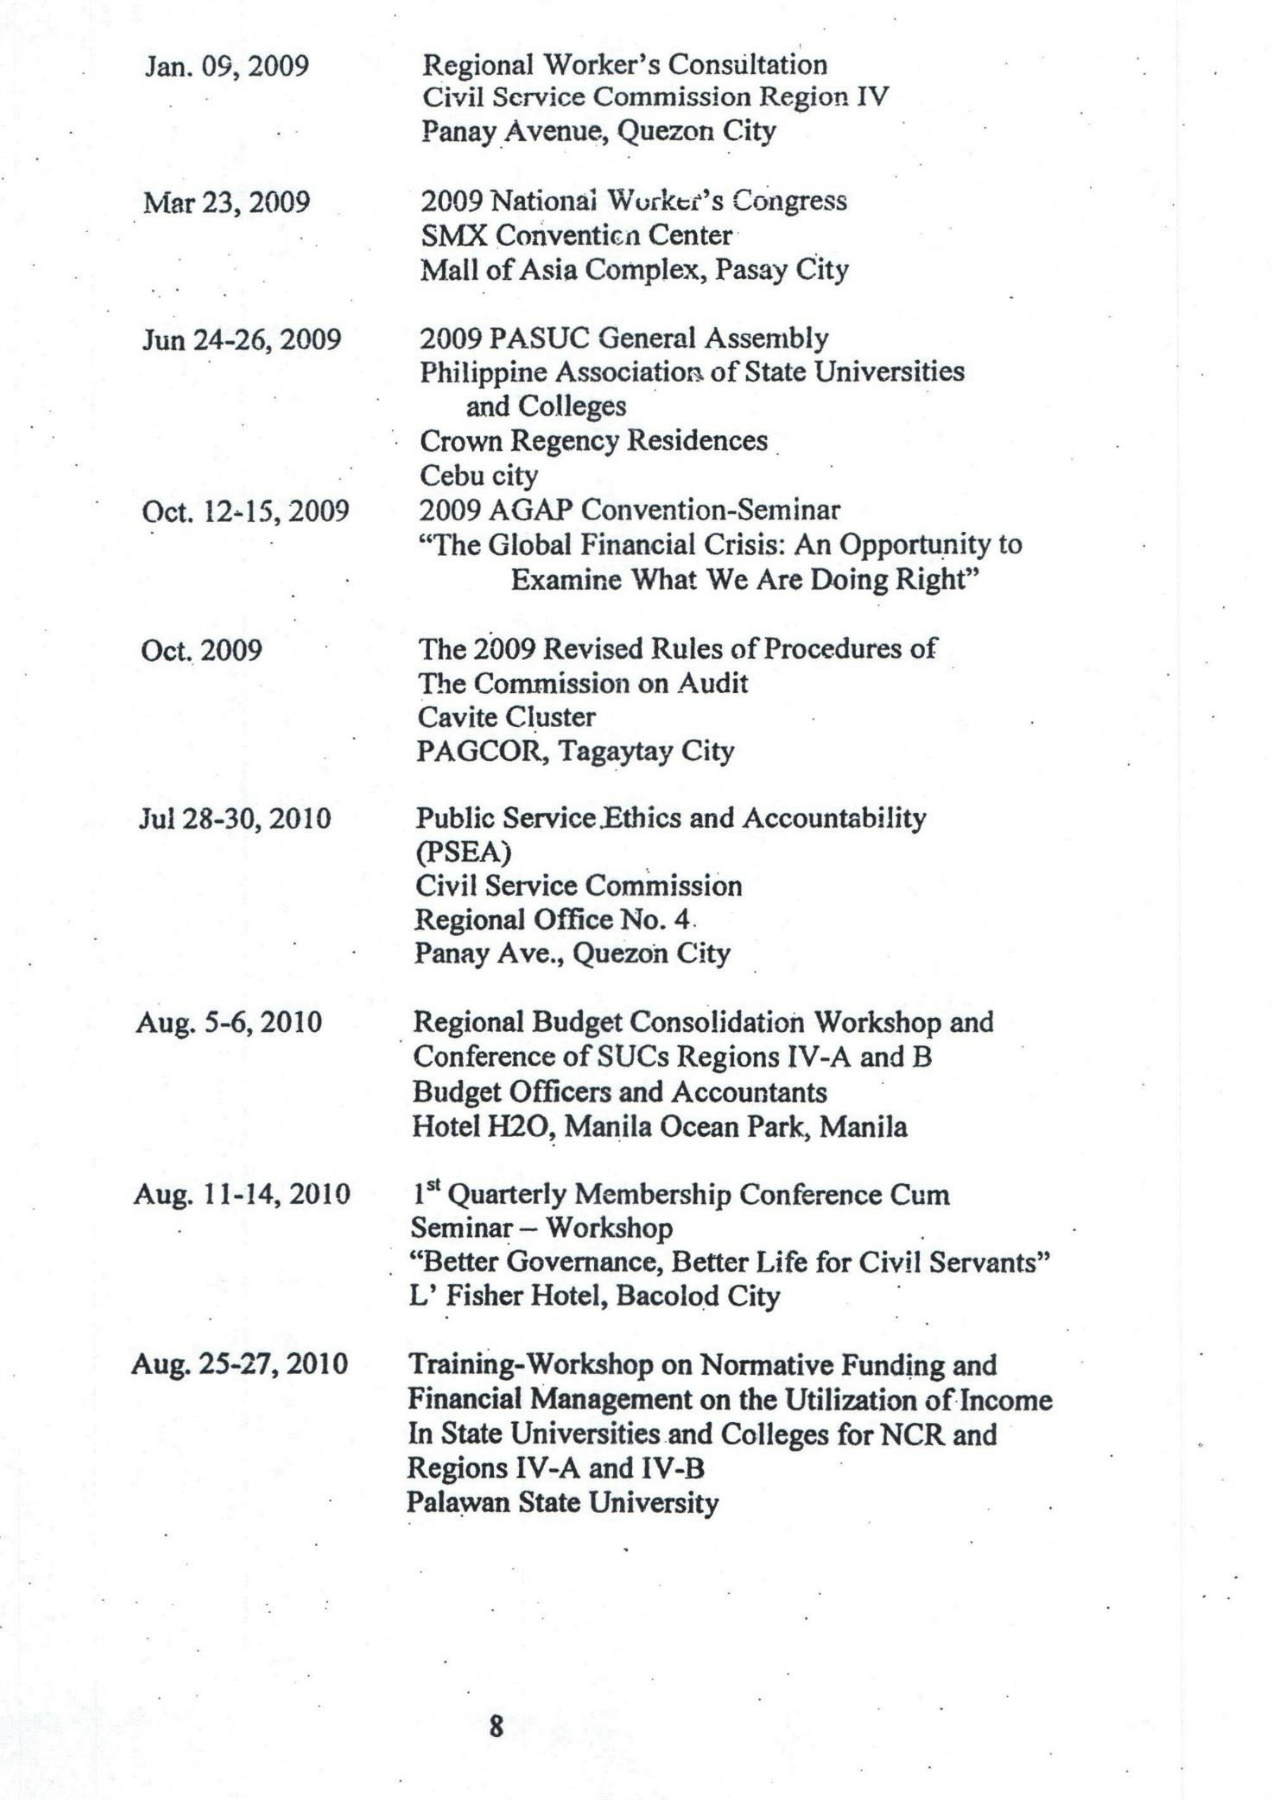 Jan. 09, 2009 Regional Worker's Consultation
Civil Service Commission Region IV
Panay Avenue, Quezon City
Mar 23, 2009 2009 National Worker's Congress
SMX Convention Center
Mall of Asia Complex, Pasay City
Jun 24-26, 2009 2009 PASUC General Assembly
Philippine Association of State Universities
and Colleges
Crown Regency Residences
Cebu city
Oct. 12-15, 2009 2009 AGAP Convention-Seminar
“The Global Financial Crisis: An Opportunity to
Examine What We Are Doing Right”
Oct. 2009 The 2009 Revised Rules of Procedures of
The Commission on Audit
Cavite Cluster
PAGCOR, Tagaytay City
Jul 28-30, 2010 Public Service Ethics and Accountability
(PSEA)
Civil Service Commission
Regional Office No. 4
Panay Ave., Quezon City
Aug. 5-6, 2010 Regional Budget Consolidation Workshop and
Conference of SUCs Regions IV-A and B
Budget Officers and Accountants
Hotel H2O, Manila Ocean Park, Manila
Aug. 11-14, 2010 1st Quarterly Membership Conference Cum
Seminar – Workshop
“Better Governance, Better Life for Civil Servants”
L' Fisher Hotel, Bacolod City
Aug. 25-27, 2010 Training-Workshop on Normative Funding and
Financial Management on the Utilization of Income
In State Universities and Colleges for NCR and
Regions IV-A and IV-B
Palawan State University
8